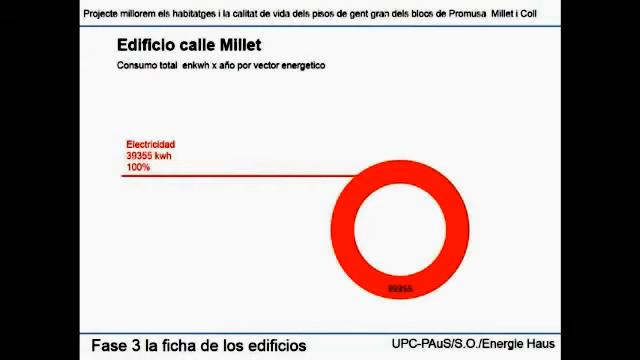 Projecte millorem els habitatges i la calitat de vida dels pisos de gent gran dels blocs de Promusa Millet i Coll
Edificio calle Millet
Consumo total enkwh x año por vector energetico
Electricidad
39355 kwh
100%
39355
Fase 3 la ficha de los edificios
UPC-PAuS/S.O./Energie Haus